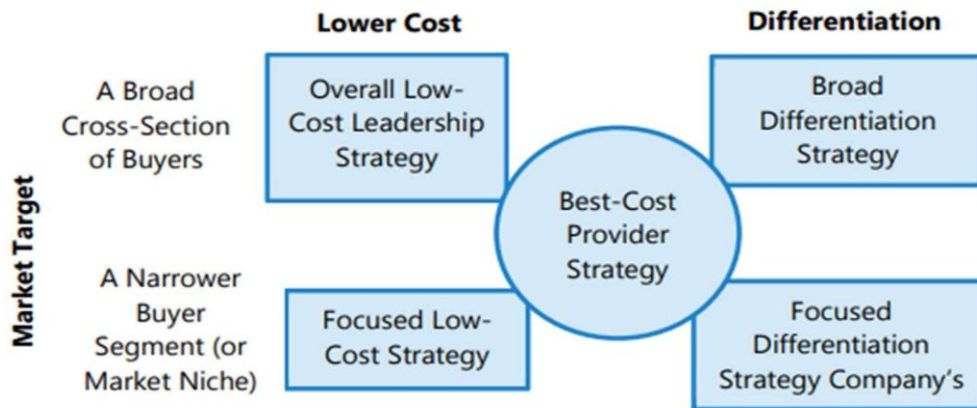 Lower Cost
Differentiation
A Broad
Cross-Section
of Buyers
Overall Low-
Cost Leadership
Strategy
Broad
Differentiation
Strategy
Best-Cost
Provider
Strategy
Market Target
A Narrower
Buyer
Segment (or
Market Niche)
Focused Low-
Cost Strategy
Focused
Differentiation
Strategy Company's